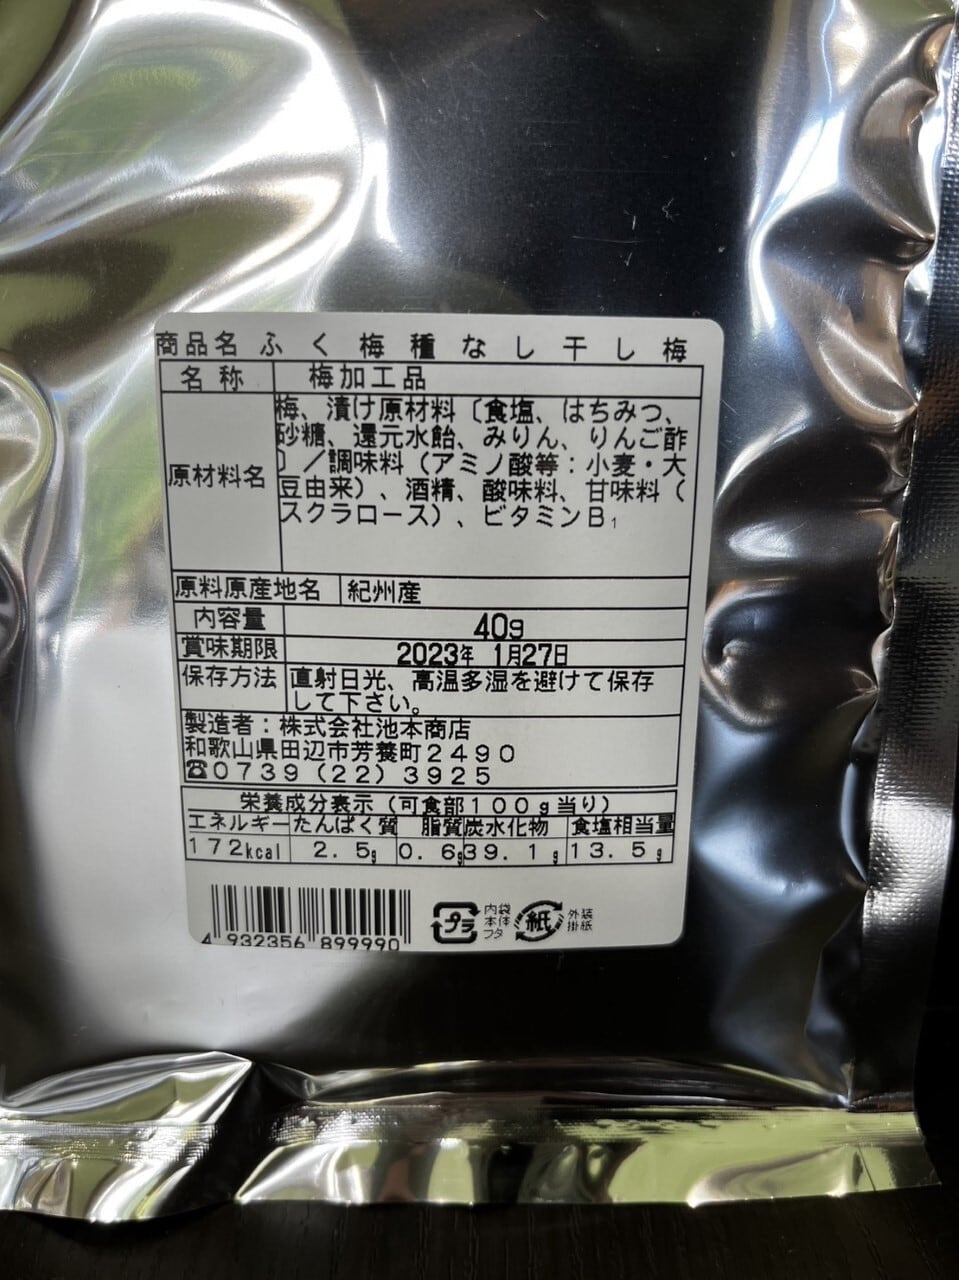 商品名 ふく梅種なし干し梅
名称 梅加工品
原材料名
梅、漬け原材料〔食塩、はちみつ、
砂糖、還元水飴、みりん、りんご酢
〕／調味料（アミノ酸等：小麦・大
豆由来）、酒精、酸味料、甘味料（
スクラロース）、ビタミンB₁
原料原産地名 紀州産
内容量 40g
賞味期限 2023年 1月27日
保存方法 直射日光、高温多湿を避けて保存
して下さい。
製造者：株式会社池本商店
和歌山県田辺市芳養町2490
☎0739（22）3925
栄養成分表示（可食部100g当り）
エネルギー たんぱく質 脂質 炭水化物 食塩相当量
172kcal 2.5g 0.6g 39.1g 13.5g
プラ 内袋 本体 フタ 紙 外装 掛紙
4 932356 899990